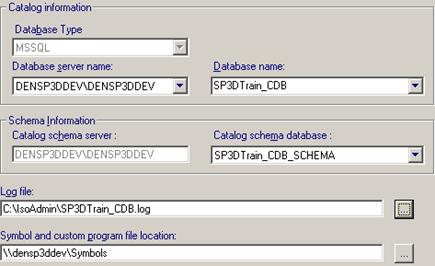 Catalog information
Database Type
MSSQL
Database server name: Database name:
DENSP3DDEV\DENSP3DDEV SP3DTrain_CDB
Schema Information
Catalog schema server : Catalog schema database :
DENSP3DDEV\DENSP3DDEV SP3DTrain_CDB_SCHEMA
Log file:
C:\IsoAdmin\SP3DTrain_CDB.log ...
Symbol and custom program file location:
\\densp3ddev\Symbols ...